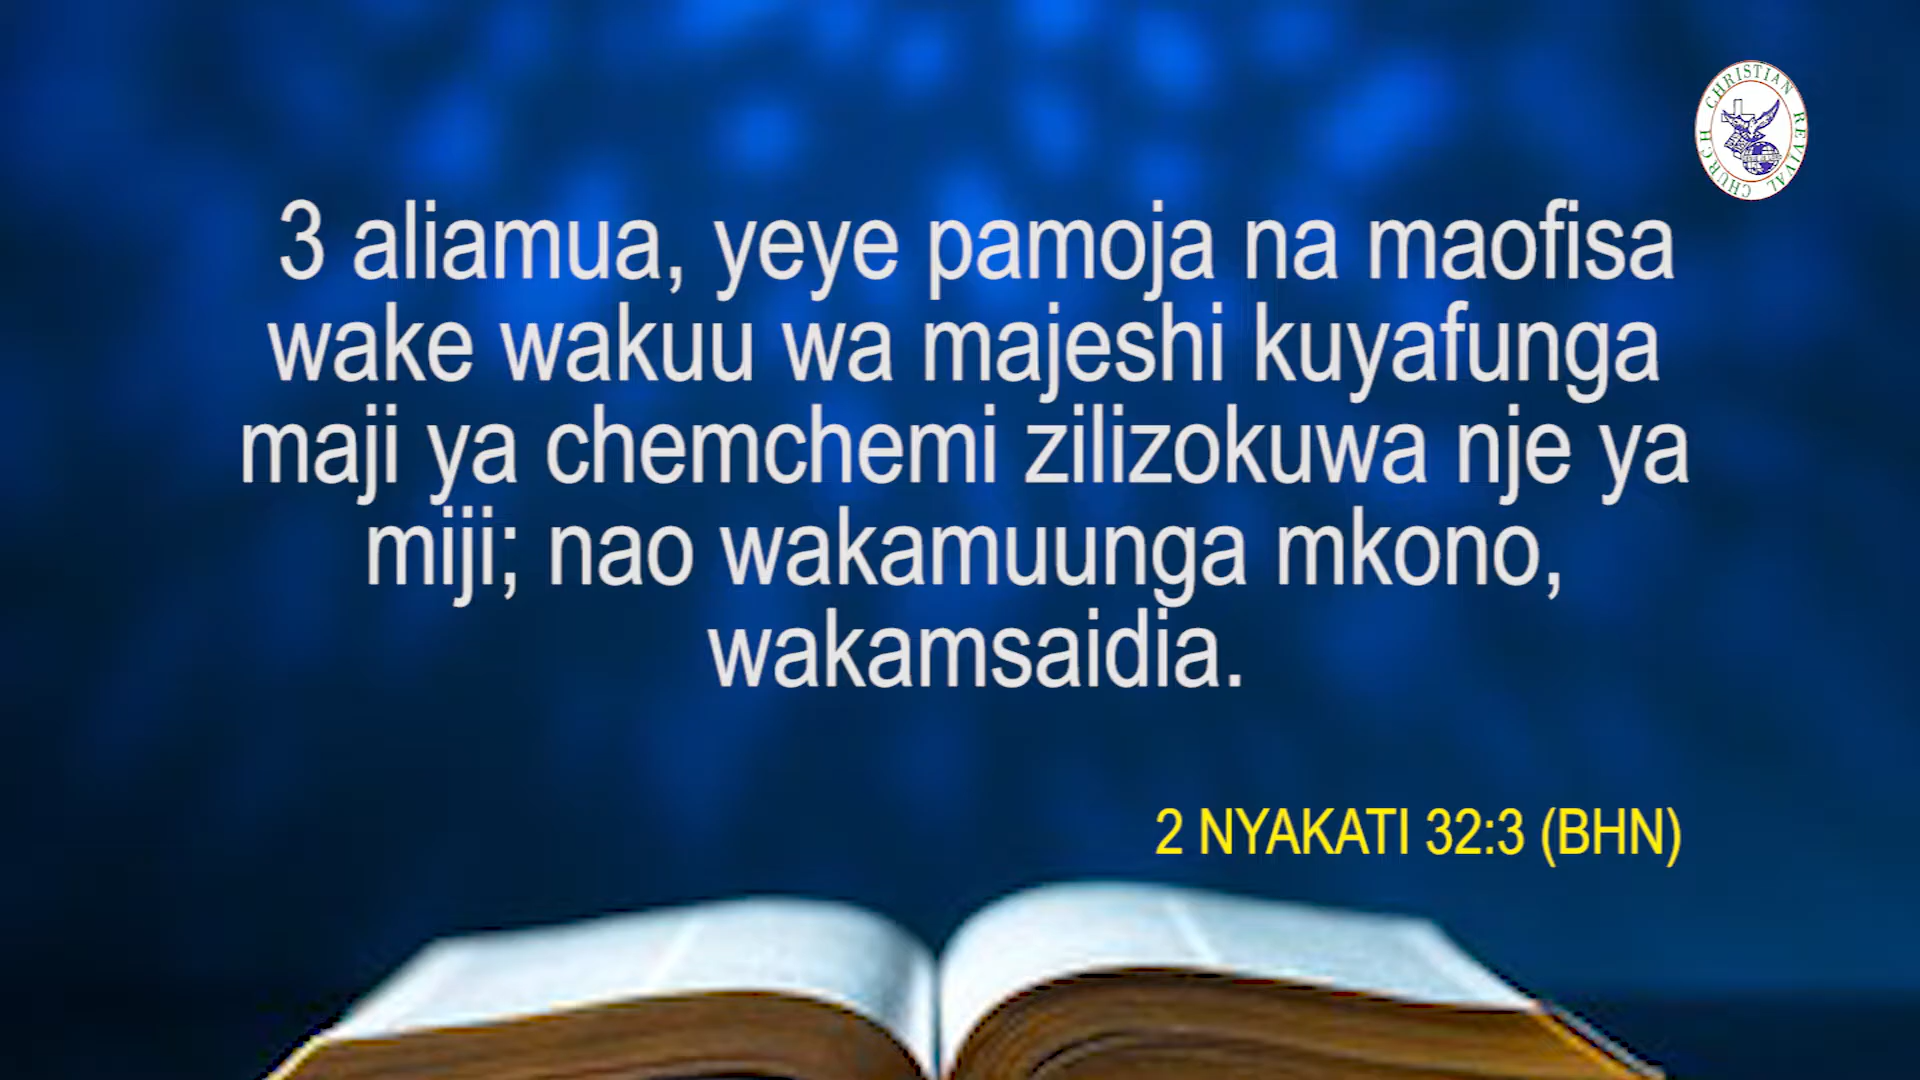 CHRISTIAN REVIVAL CHURCH
3 aliamua, yeye pamoja na maofisa
wake wakuu wa majeshi kuyafunga
maji ya chemchemi zilizokuwa nje ya
miji; nao wakamuunga mkono,
wakamsaidia.
2 NYAKATI 32:3 (BHN)